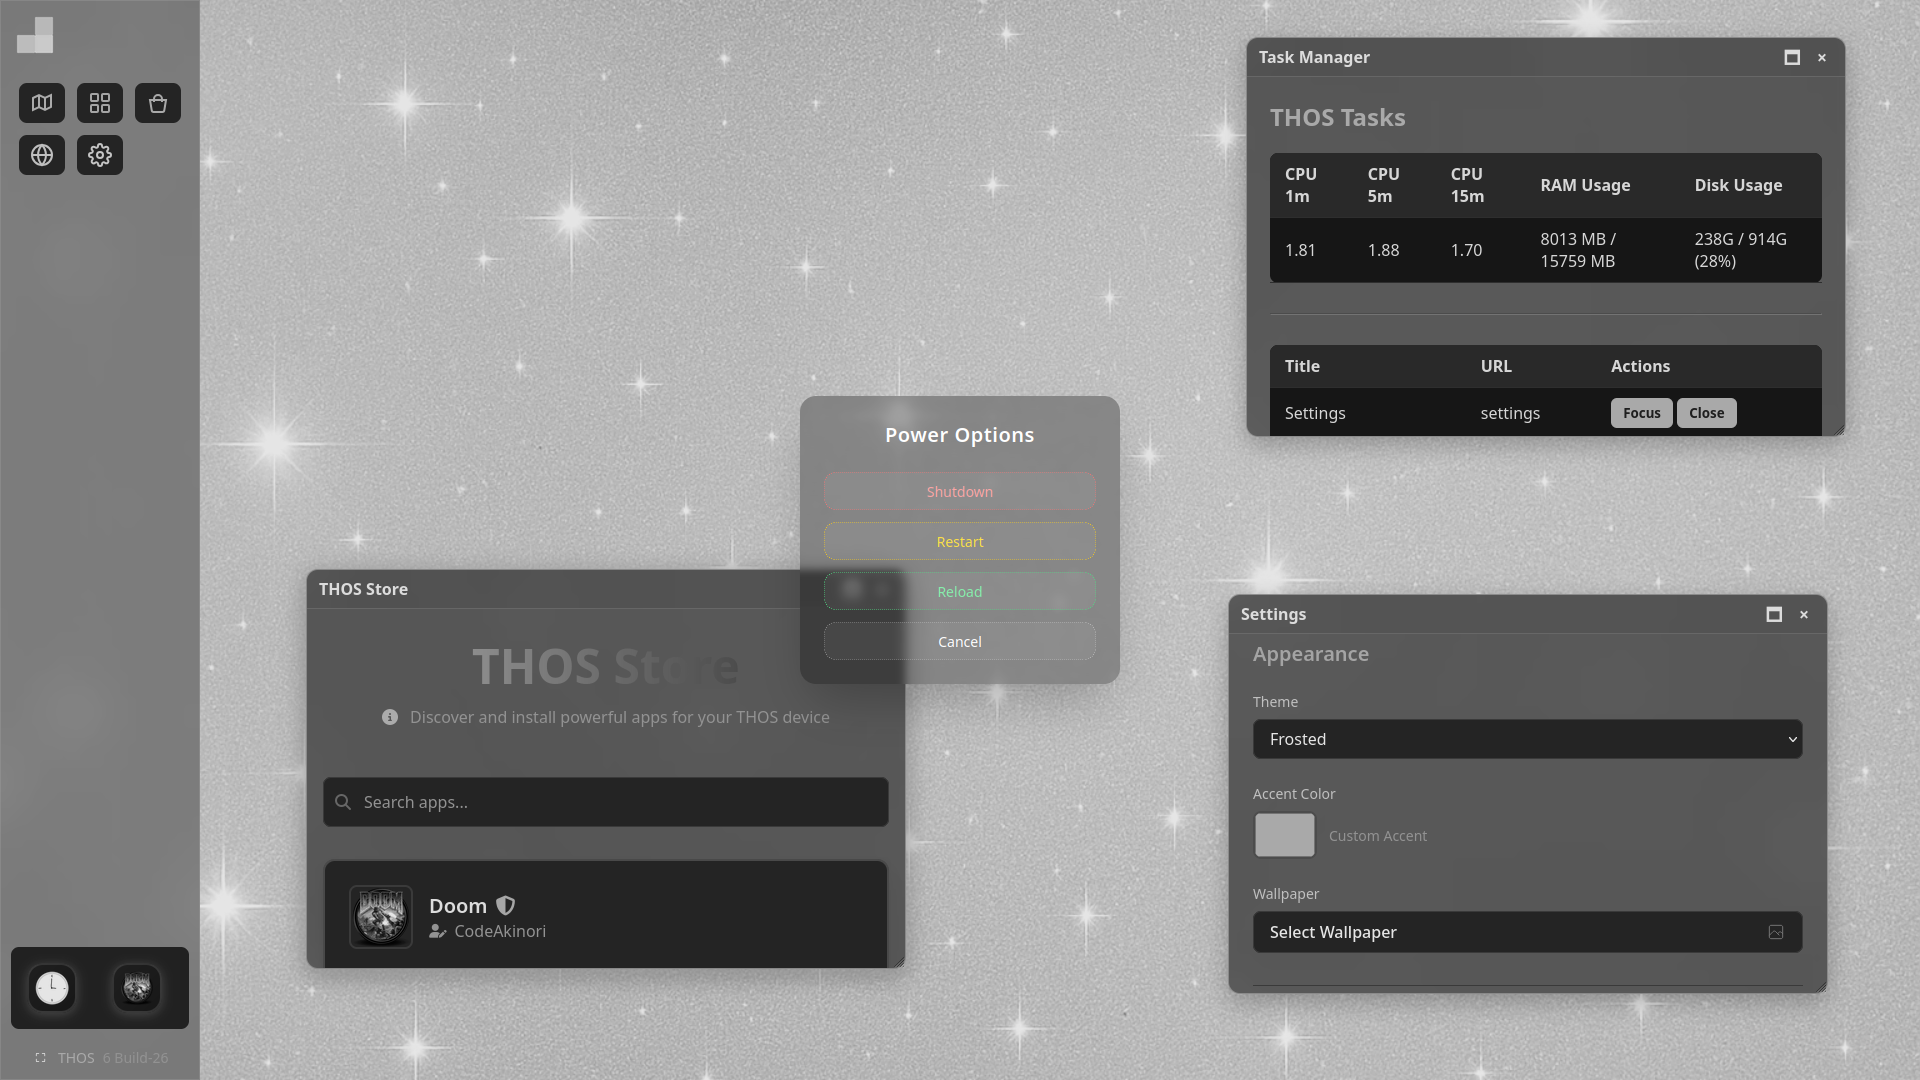 Task Manager
THOS Tasks
CPU 1m
CPU 5m
CPU 15m
RAM Usage
Disk Usage
1.81
1.88
1.70
8013 MB /
15759 MB
238G / 914G
(28%)
Title
URL
Actions
Settings
settings
Focus
Close
Power Options
Shutdown
Restart
Reload
Cancel
THOS Store
THOS Store
Discover and install powerful apps for your THOS device
Search apps...
DOOM
Doom
CodeAkinori
Settings
Appearance
Theme
Frosted
Accent Color
Custom Accent
Wallpaper
Select Wallpaper
THOS 6 Build-26